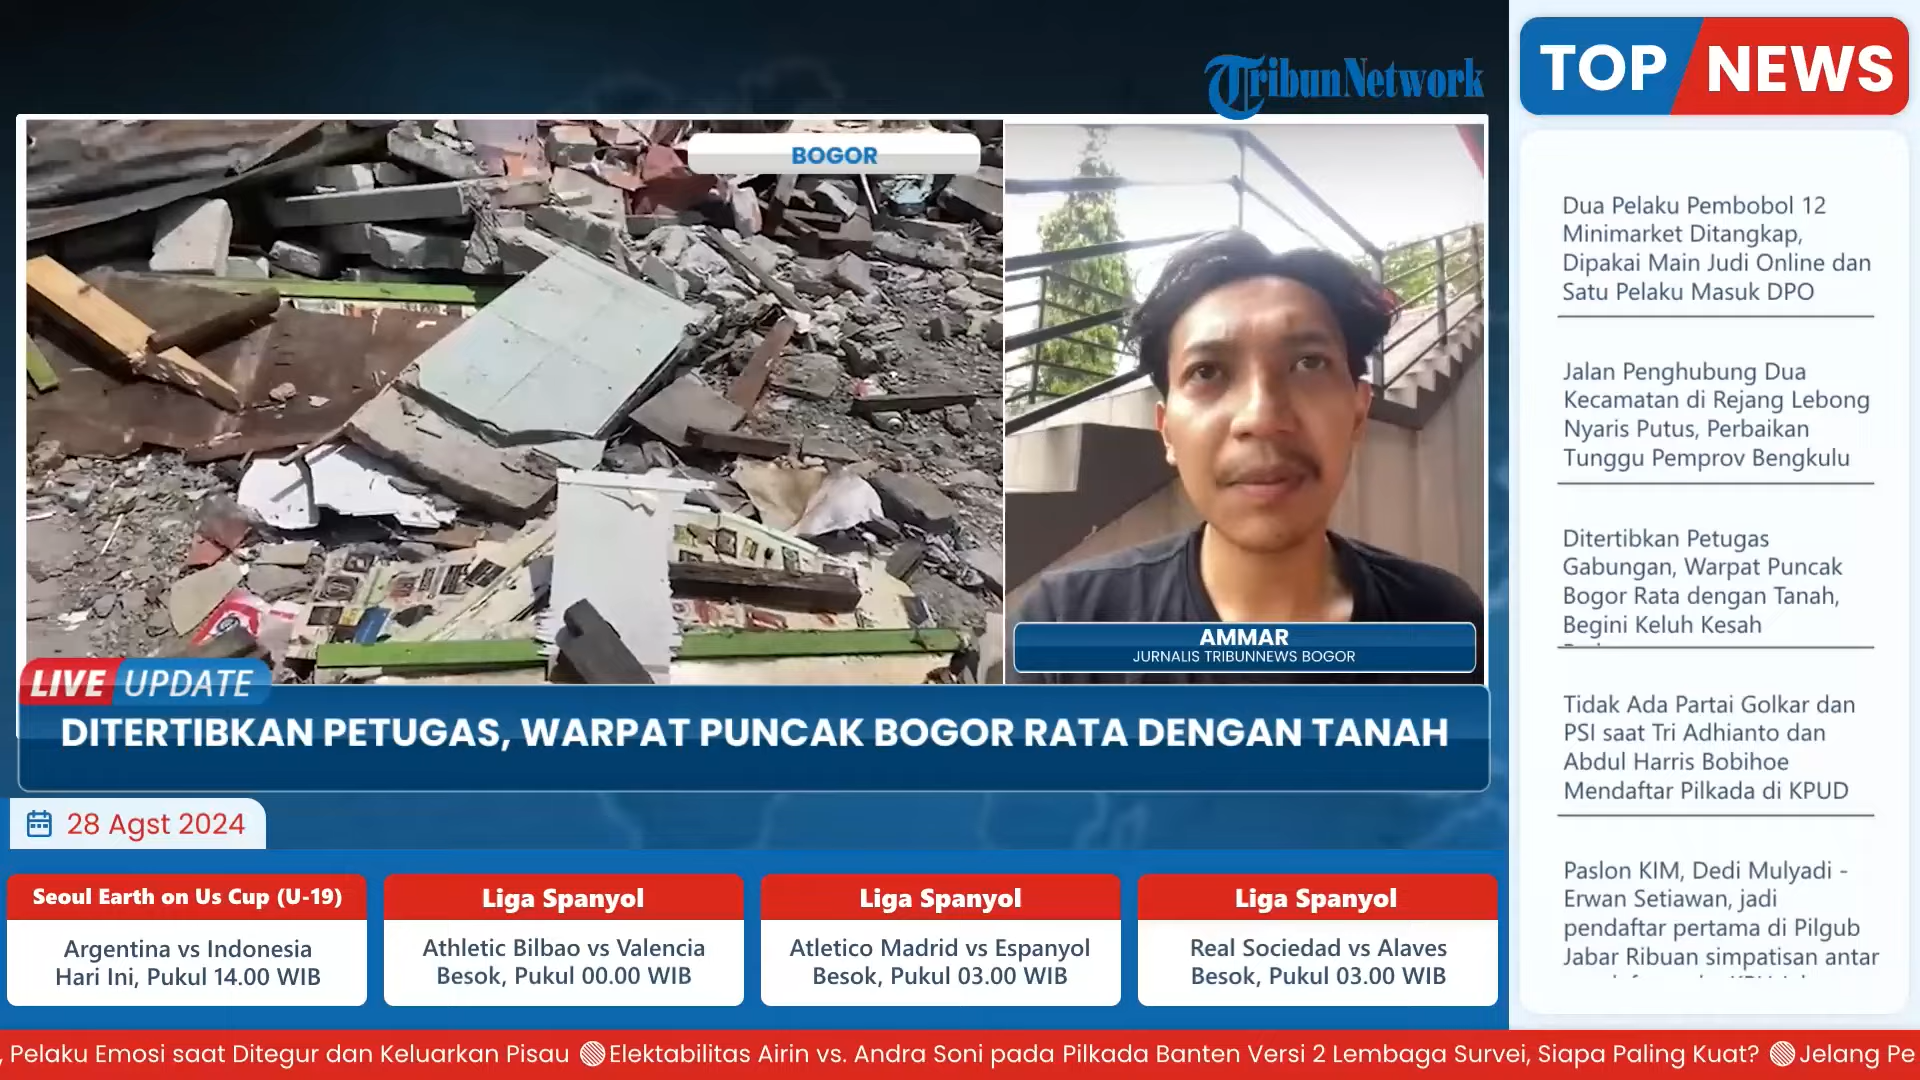 TribunNetwork
TOP NEWS
BOGOR
AMMAR
JURNALIS TRIBUNNEWS BOGOR
LIVE UPDATE
DITERTIBKAN PETUGAS, WARPAT PUNCAK BOGOR RATA DENGAN TANAH
28 Agst 2024
Seoul Earth on Us Cup (U-19)
Argentina vs Indonesia
Hari Ini, Pukul 14.00 WIB
Liga Spanyol
Athletic Bilbao vs Valencia
Besok, Pukul 00.00 WIB
Liga Spanyol
Atletico Madrid vs Espanyol
Besok, Pukul 03.00 WIB
Liga Spanyol
Real Sociedad vs Alaves
Besok, Pukul 03.00 WIB
Dua Pelaku Pembobol 12
Minimarket Ditangkap,
Dipakai Main Judi Online dan
Satu Pelaku Masuk DPO
Jalan Penghubung Dua
Kecamatan di Rejang Lebong
Nyaris Putus, Perbaikan
Tunggu Pemprov Bengkulu
Ditertibkan Petugas
Gabungan, Warpat Puncak
Bogor Rata dengan Tanah,
Begini Keluh Kesah
Tidak Ada Partai Golkar dan
PSI saat Tri Adhianto dan
Abdul Harris Bobihoe
Mendaftar Pilkada di KPUD
Paslon KIM, Dedi Mulyadi -
Erwan Setiawan, jadi
pendaftar pertama di Pilgub
Jabar Ribuan simpatisan antar
, Pelaku Emosi saat Ditegur dan Keluarkan Pisau Elektabilitas Airin vs. Andra Soni pada Pilkada Banten Versi 2 Lembaga Survei, Siapa Paling Kuat? Jelang Pe